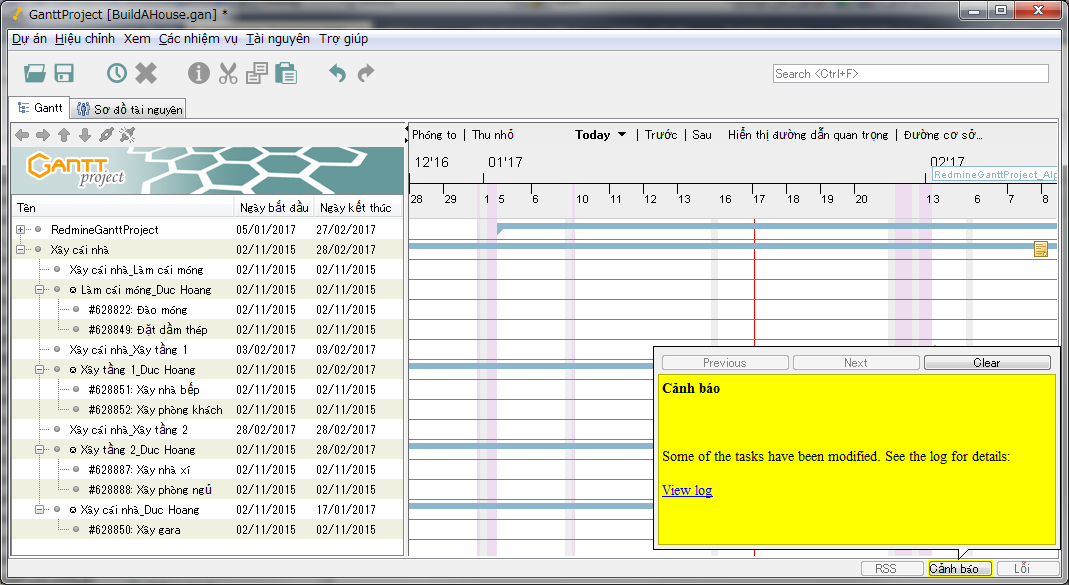 GanttProject [BuildAHouse.gan] *
Dự án Hiệu chỉnh Xem Các nhiệm vụ Tài nguyên Trợ giúp
Search <Ctrl+F>
Gantt Sơ đồ tài nguyên
Phóng to | Thu nhỏ Today | Trước | Sau Hiển thị đường dẫn quan trọng | Đường cơ sở...
GANTT project
12'16 01'17 02'17
RedmineGanttProject_Alp
28 29 1 5 6 10 11 12 13 16 17 18 19 20 13 6 7 8
Tên Ngày bắt đầu Ngày kết thúc
RedmineGanttProject 05/01/2017 27/02/2017
Xây cái nhà 02/11/2015 28/02/2017
Xây cái nhà_Làm cái móng 02/11/2015 02/11/2015
Làm cái móng_Duc Hoang 02/11/2015 02/11/2015
#628822: Đào móng 02/11/2015 02/11/2015
#628849: Đặt dầm thép 02/11/2015 02/11/2015
Xây cái nhà_Xây tầng 1 03/02/2017 03/02/2017
Xây tầng 1_Duc Hoang 02/11/2015 02/02/2017
#628851: Xây nhà bếp 02/11/2015 02/11/2015
#628852: Xây phòng khách 02/11/2015 02/11/2015
Xây cái nhà_Xây tầng 2 28/02/2017 28/02/2017
Xây tầng 2_Duc Hoang 02/11/2015 28/02/2017
#628887: Xây nhà xí 02/11/2015 02/11/2015
#628888: Xây phòng ngủ 02/11/2015 02/11/2015
Xây cái nhà_Duc Hoang 02/11/2015 17/01/2017
#628850: Xây gara 02/11/2015 02/11/2015
Previous Next Clear
Cảnh báo
Some of the tasks have been modified. See the log for details:
View log
RSS Cảnh báo Lỗi